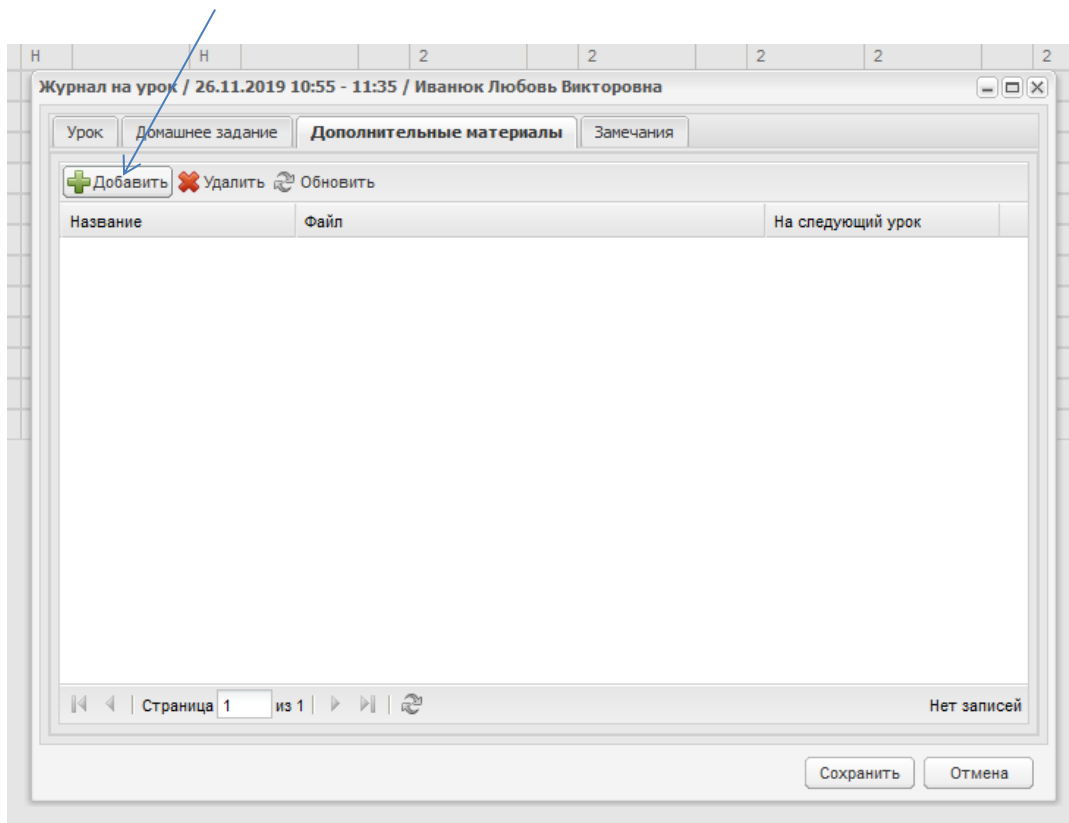 Н Н 2 2 2 2 2
Журнал на урок / 26.11.2019 10:55 - 11:35 / Иванюк Любовь Викторовна
Урок Домашнее задание Дополнительные материалы Замечания
Добавить Удалить Обновить
Название Файл На следующий урок
Страница 1 из 1 Нет записей
Сохранить Отмена